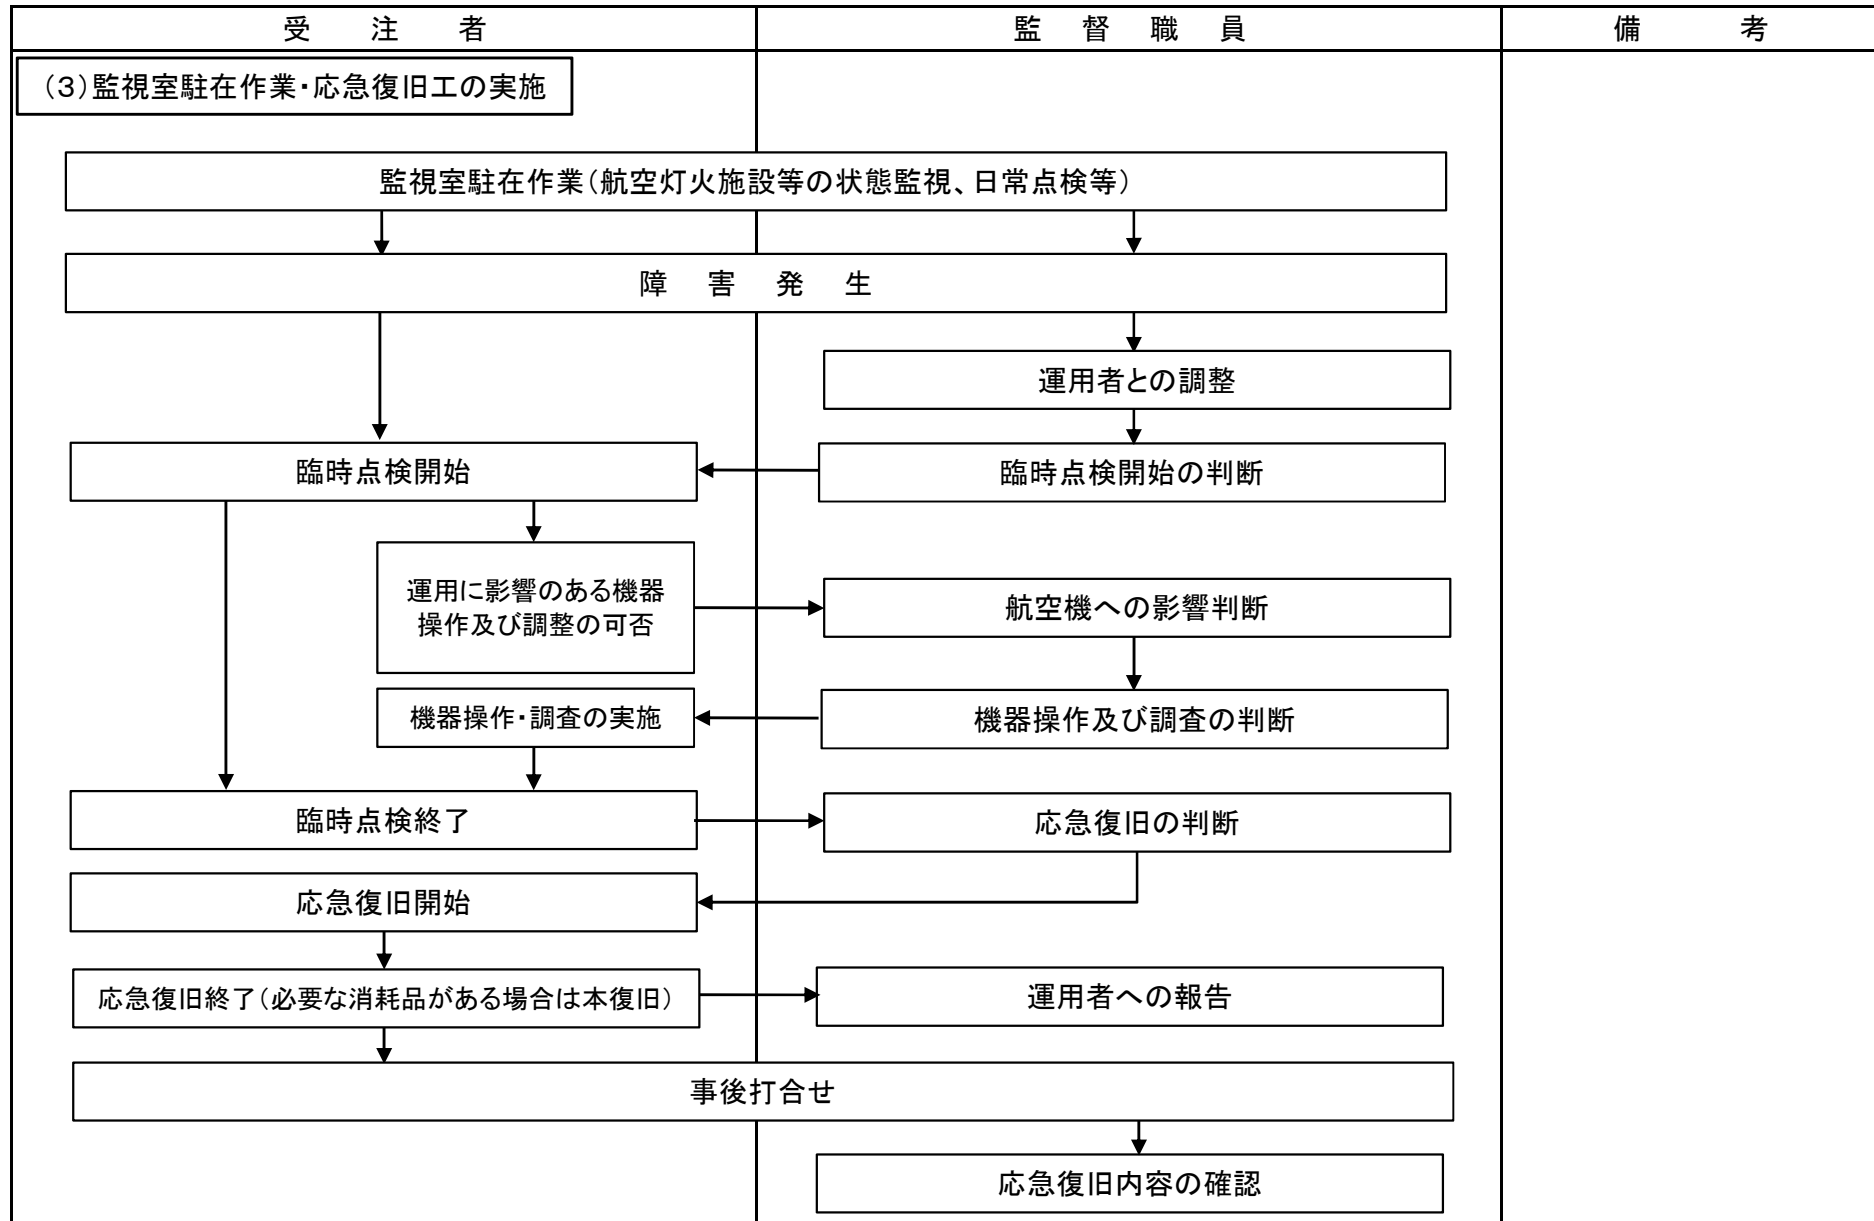 受　注　者
監　督　職　員
備　考
（3）監視室駐在作業・応急復旧工の実施
監視室駐在作業（航空灯火施設等の状態監視、日常点検等）
障　害　発　生
運用者との調整
臨時点検開始
臨時点検開始の判断
運用に影響のある機器
操作及び調整の可否
航空機への影響判断
機器操作・調査の実施
機器操作及び調査の判断
臨時点検終了
応急復旧の判断
応急復旧開始
応急復旧終了（必要な消耗品がある場合は本復旧）
運用者への報告
事後打合せ
応急復旧内容の確認